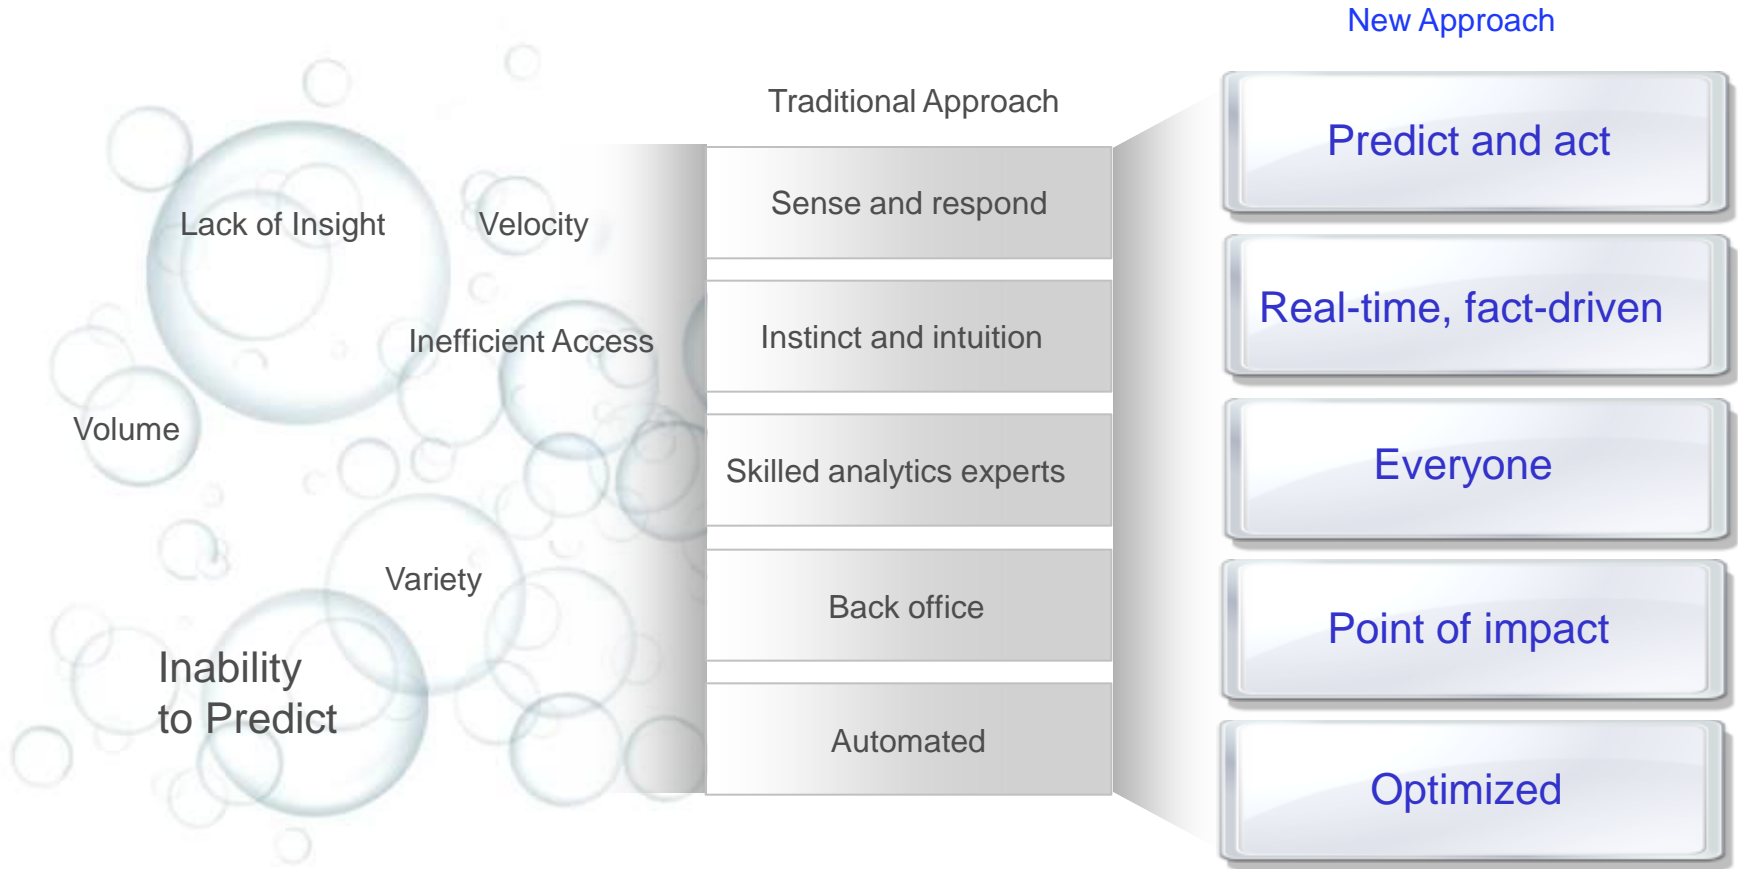 New Approach
Traditional Approach
Lack of Insight
Velocity
Inefficient Access
Volume
Variety
Inability
to Predict
Sense and respond
Instinct and intuition
Skilled analytics experts
Back office
Automated
Predict and act
Real-time, fact-driven
Everyone
Point of impact
Optimized